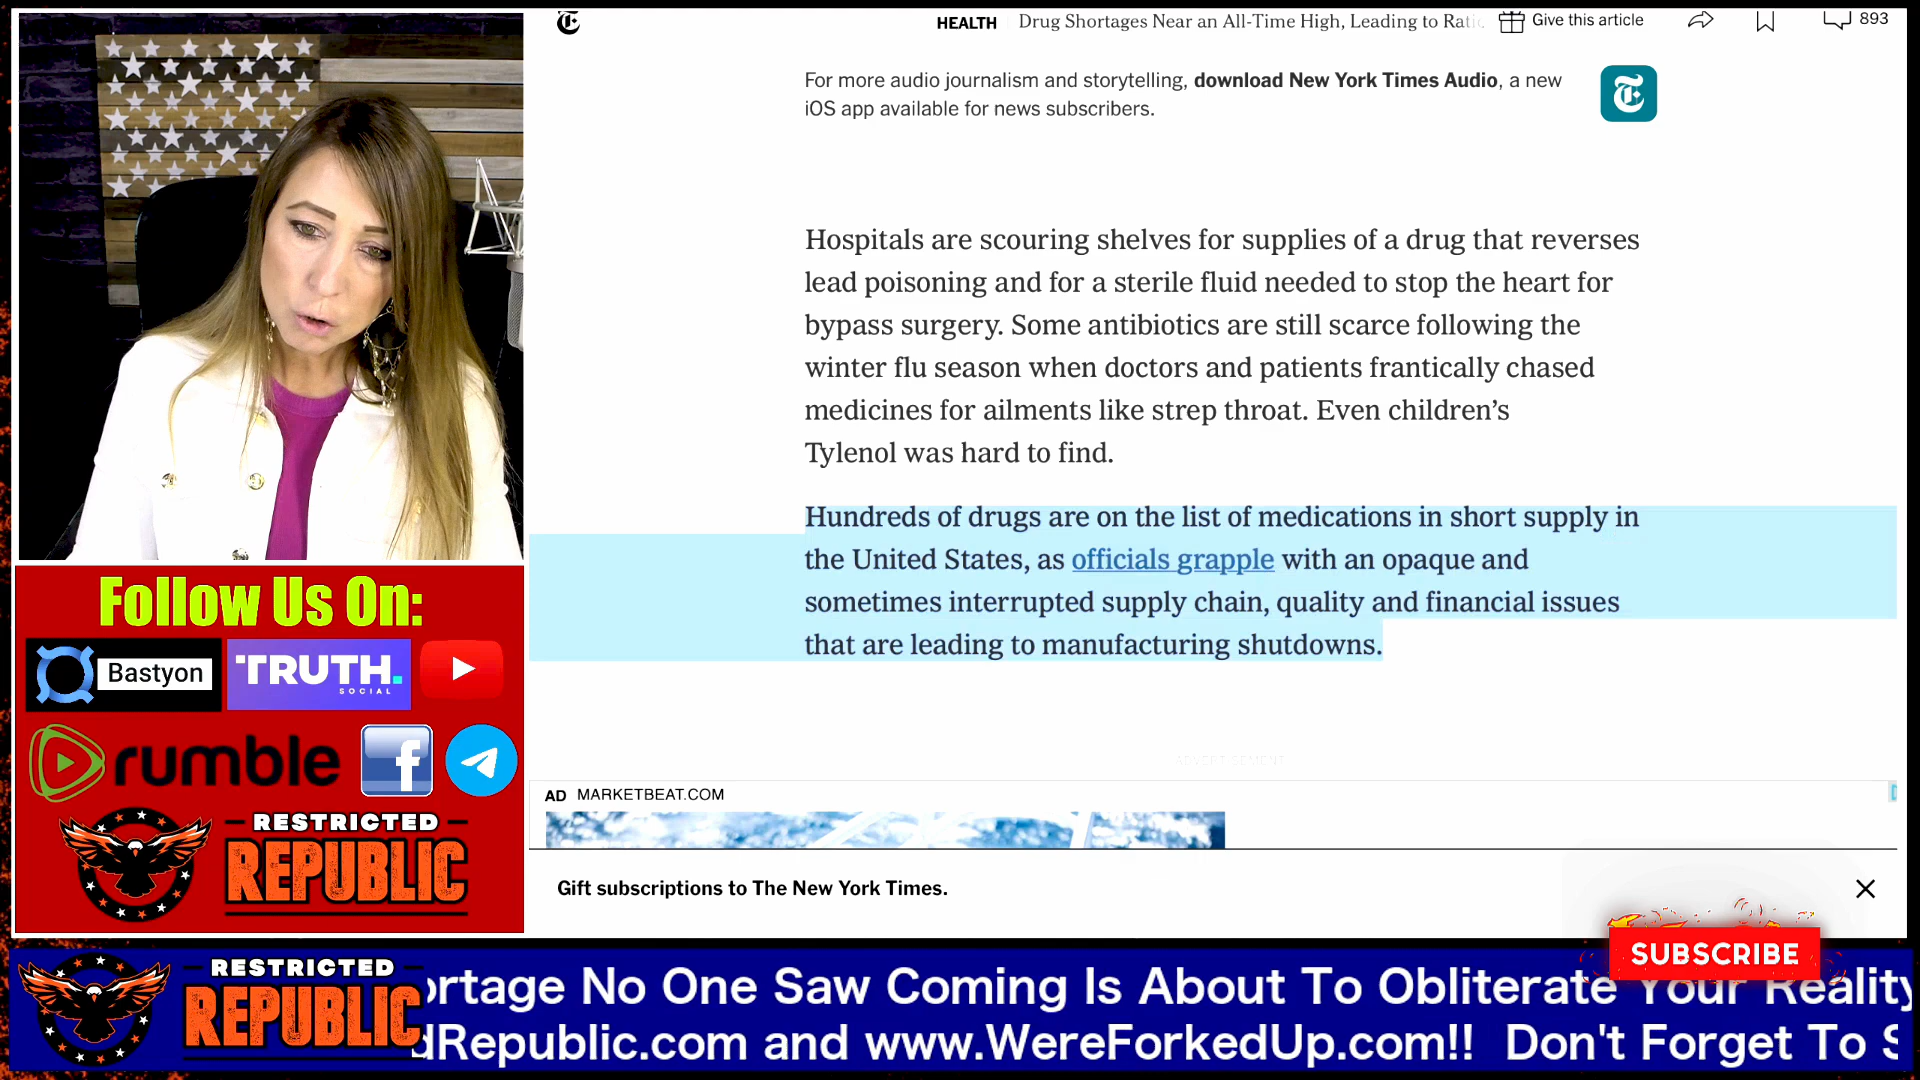 HEALTH Drug Shortages Near an All-Time High, Leading to Rati Give this article 893
For more audio journalism and storytelling, download New York Times Audio, a new
iOS app available for news subscribers.
Hospitals are scouring shelves for supplies of a drug that reverses
lead poisoning and for a sterile fluid needed to stop the heart for
bypass surgery. Some antibiotics are still scarce following the
winter flu season when doctors and patients frantically chased
medicines for ailments like strep throat. Even children’s
Tylenol was hard to find.
Hundreds of drugs are on the list of medications in short supply in
the United States, as officials grapple with an opaque and
sometimes interrupted supply chain, quality and financial issues
that are leading to manufacturing shutdowns.
ADVERTISEMENT
AD MARKETBEAT.COM
Gift subscriptions to The New York Times.
Follow Us On:
Bastyon
TRUTH.
SOCIAL
rumble
RESTRICTED
REPUBLIC
SUBSCRIBE
RESTRICTED
REPUBLIC
ortage No One Saw Coming Is About To Obliterate Your Reality
dRepublic.com and www.WereForkedUp.com!! Don't Forget To S